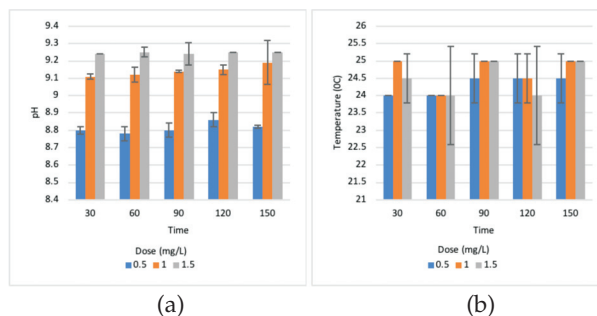 9.4
9.3
9.2
9.1
9
8.9
8.8
8.7
8.6
8.5
8.4
pH
30 60 90 120 150
Time
Dose (mg/L)
0.5 1 1.5
(a)
26
25.5
25
24.5
24
23.5
23
22.5
22
21.5
21
Temperature (0C)
30 60 90 120 150
Time
Dose (mg/L)
0.5 1 1.5
(b)